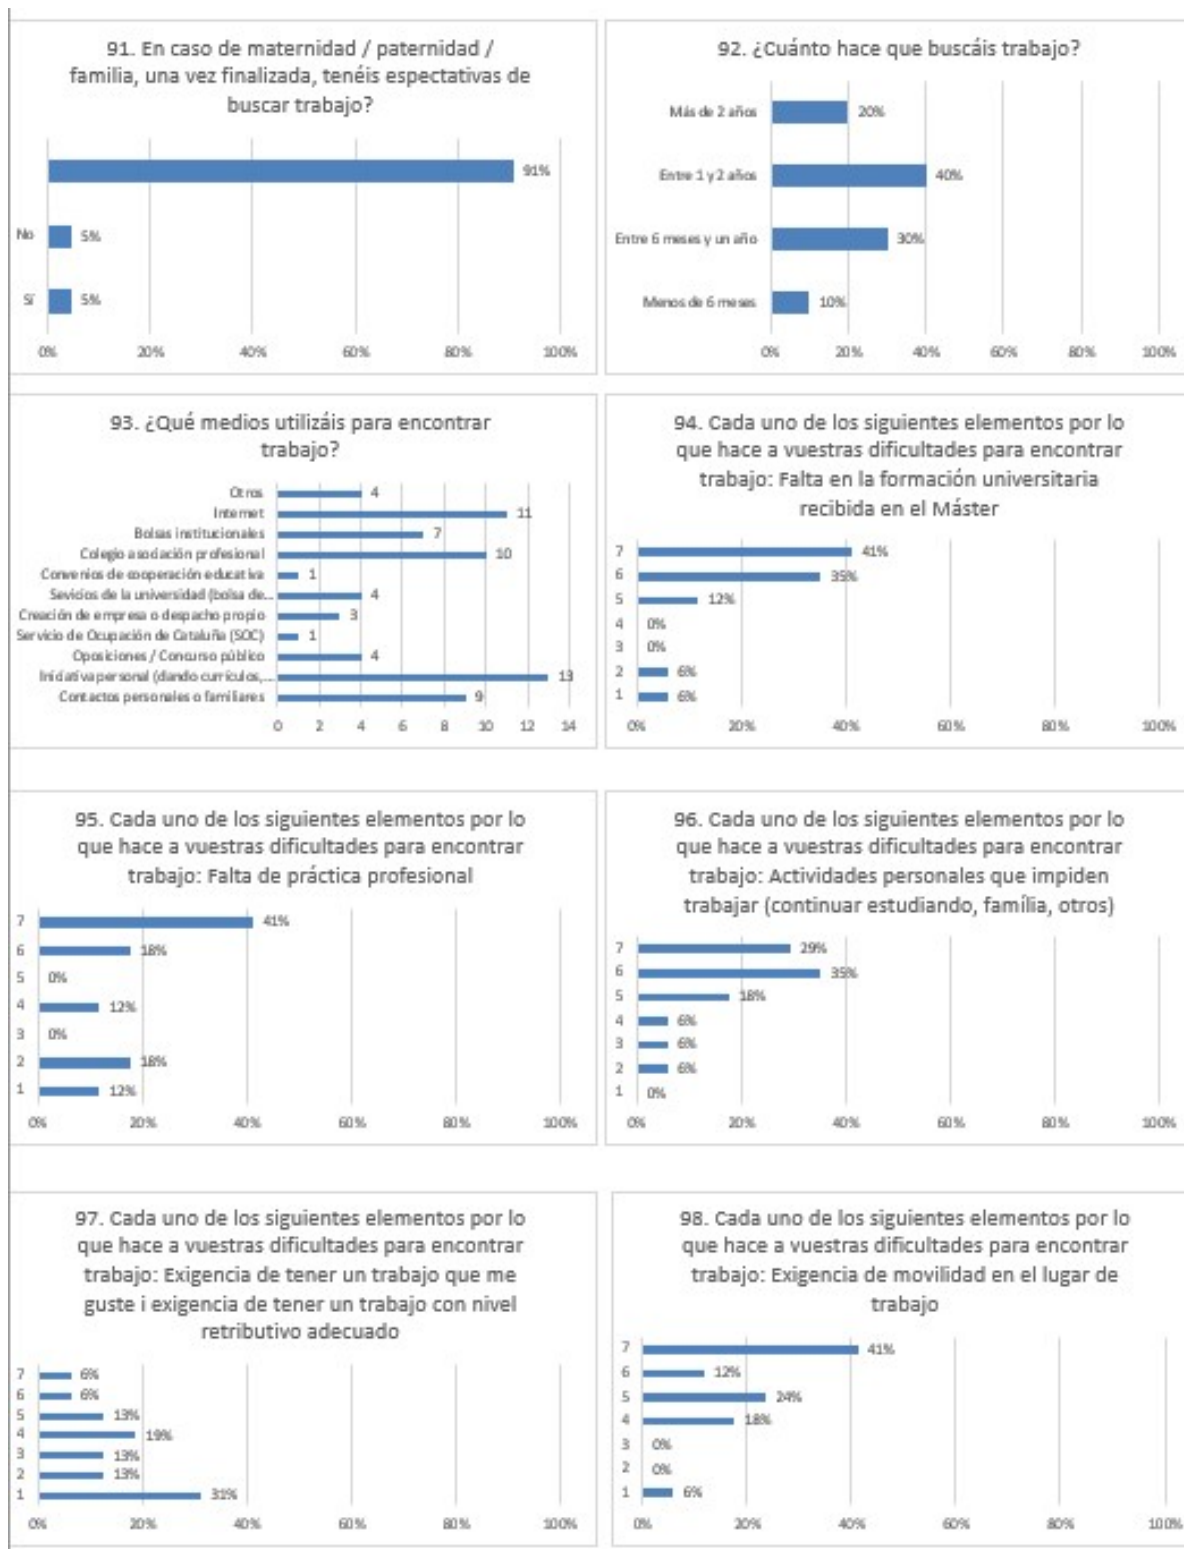 91. En caso de maternidad / paternidad /
familia, una vez finalizada, tenéis espectativas de
buscar trabajo?
91%
No
5%
Sí
5%
0% 20% 40% 60% 80% 100%
92. ¿Cuánto hace que buscáis trabajo?
Más de 2 años
20%
Entre 1 y 2 años
40%
Entre 6 meses y un año
30%
Menos de 6 meses
10%
0% 20% 40% 60% 80% 100%
93. ¿Qué medios utilizáis para encontrar
trabajo?
Otros 4
Internet 11
Bolsas institucionales 7
Colegio asociación profesional 10
Convenios de cooperación educativa 1
Sevicios de la universidad (bolsa de... 4
Creación de empresa o despacho propio 3
Servicio de Ocupación de Cataluña (SOC) 1
Oposiciones / Concurso público 4
Iniciativa personal (dando currículos,... 13
Contactos personales o familiares 9
0 2 4 6 8 10 12 14
94. Cada uno de los siguientes elementos por lo
que hace a vuestras dificultades para encontrar
trabajo: Falta en la formación universitaria
recibida en el Máster
7 41%
6 35%
5 12%
4 0%
3 0%
2 6%
1 6%
0% 20% 40% 60% 80% 100%
95. Cada uno de los siguientes elementos por lo
que hace a vuestras dificultades para encontrar
trabajo: Falta de práctica profesional
7 41%
6 18%
5 0%
4 12%
3 0%
2 18%
1 12%
0% 20% 40% 60% 80% 100%
96. Cada uno de los siguientes elementos por lo
que hace a vuestras dificultades para encontrar
trabajo: Actividades personales que impiden
trabajar (continuar estudiando, família, otros)
7 29%
6 35%
5 18%
4 6%
3 6%
2 6%
1 0%
0% 20% 40% 60% 80% 100%
97. Cada uno de los siguientes elementos por lo
que hace a vuestras dificultades para encontrar
trabajo: Exigencia de tener un trabajo que me
guste i exigencia de tener un trabajo con nivel
retributivo adecuado
7 6%
6 6%
5 13%
4 19%
3 13%
2 13%
1 31%
0% 20% 40% 60% 80% 100%
98. Cada uno de los siguientes elementos por lo
que hace a vuestras dificultades para encontrar
trabajo: Exigencia de movilidad en el lugar de
trabajo
7 41%
6 12%
5 24%
4 18%
3 0%
2 0%
1 6%
0% 20% 40% 60% 80% 100%